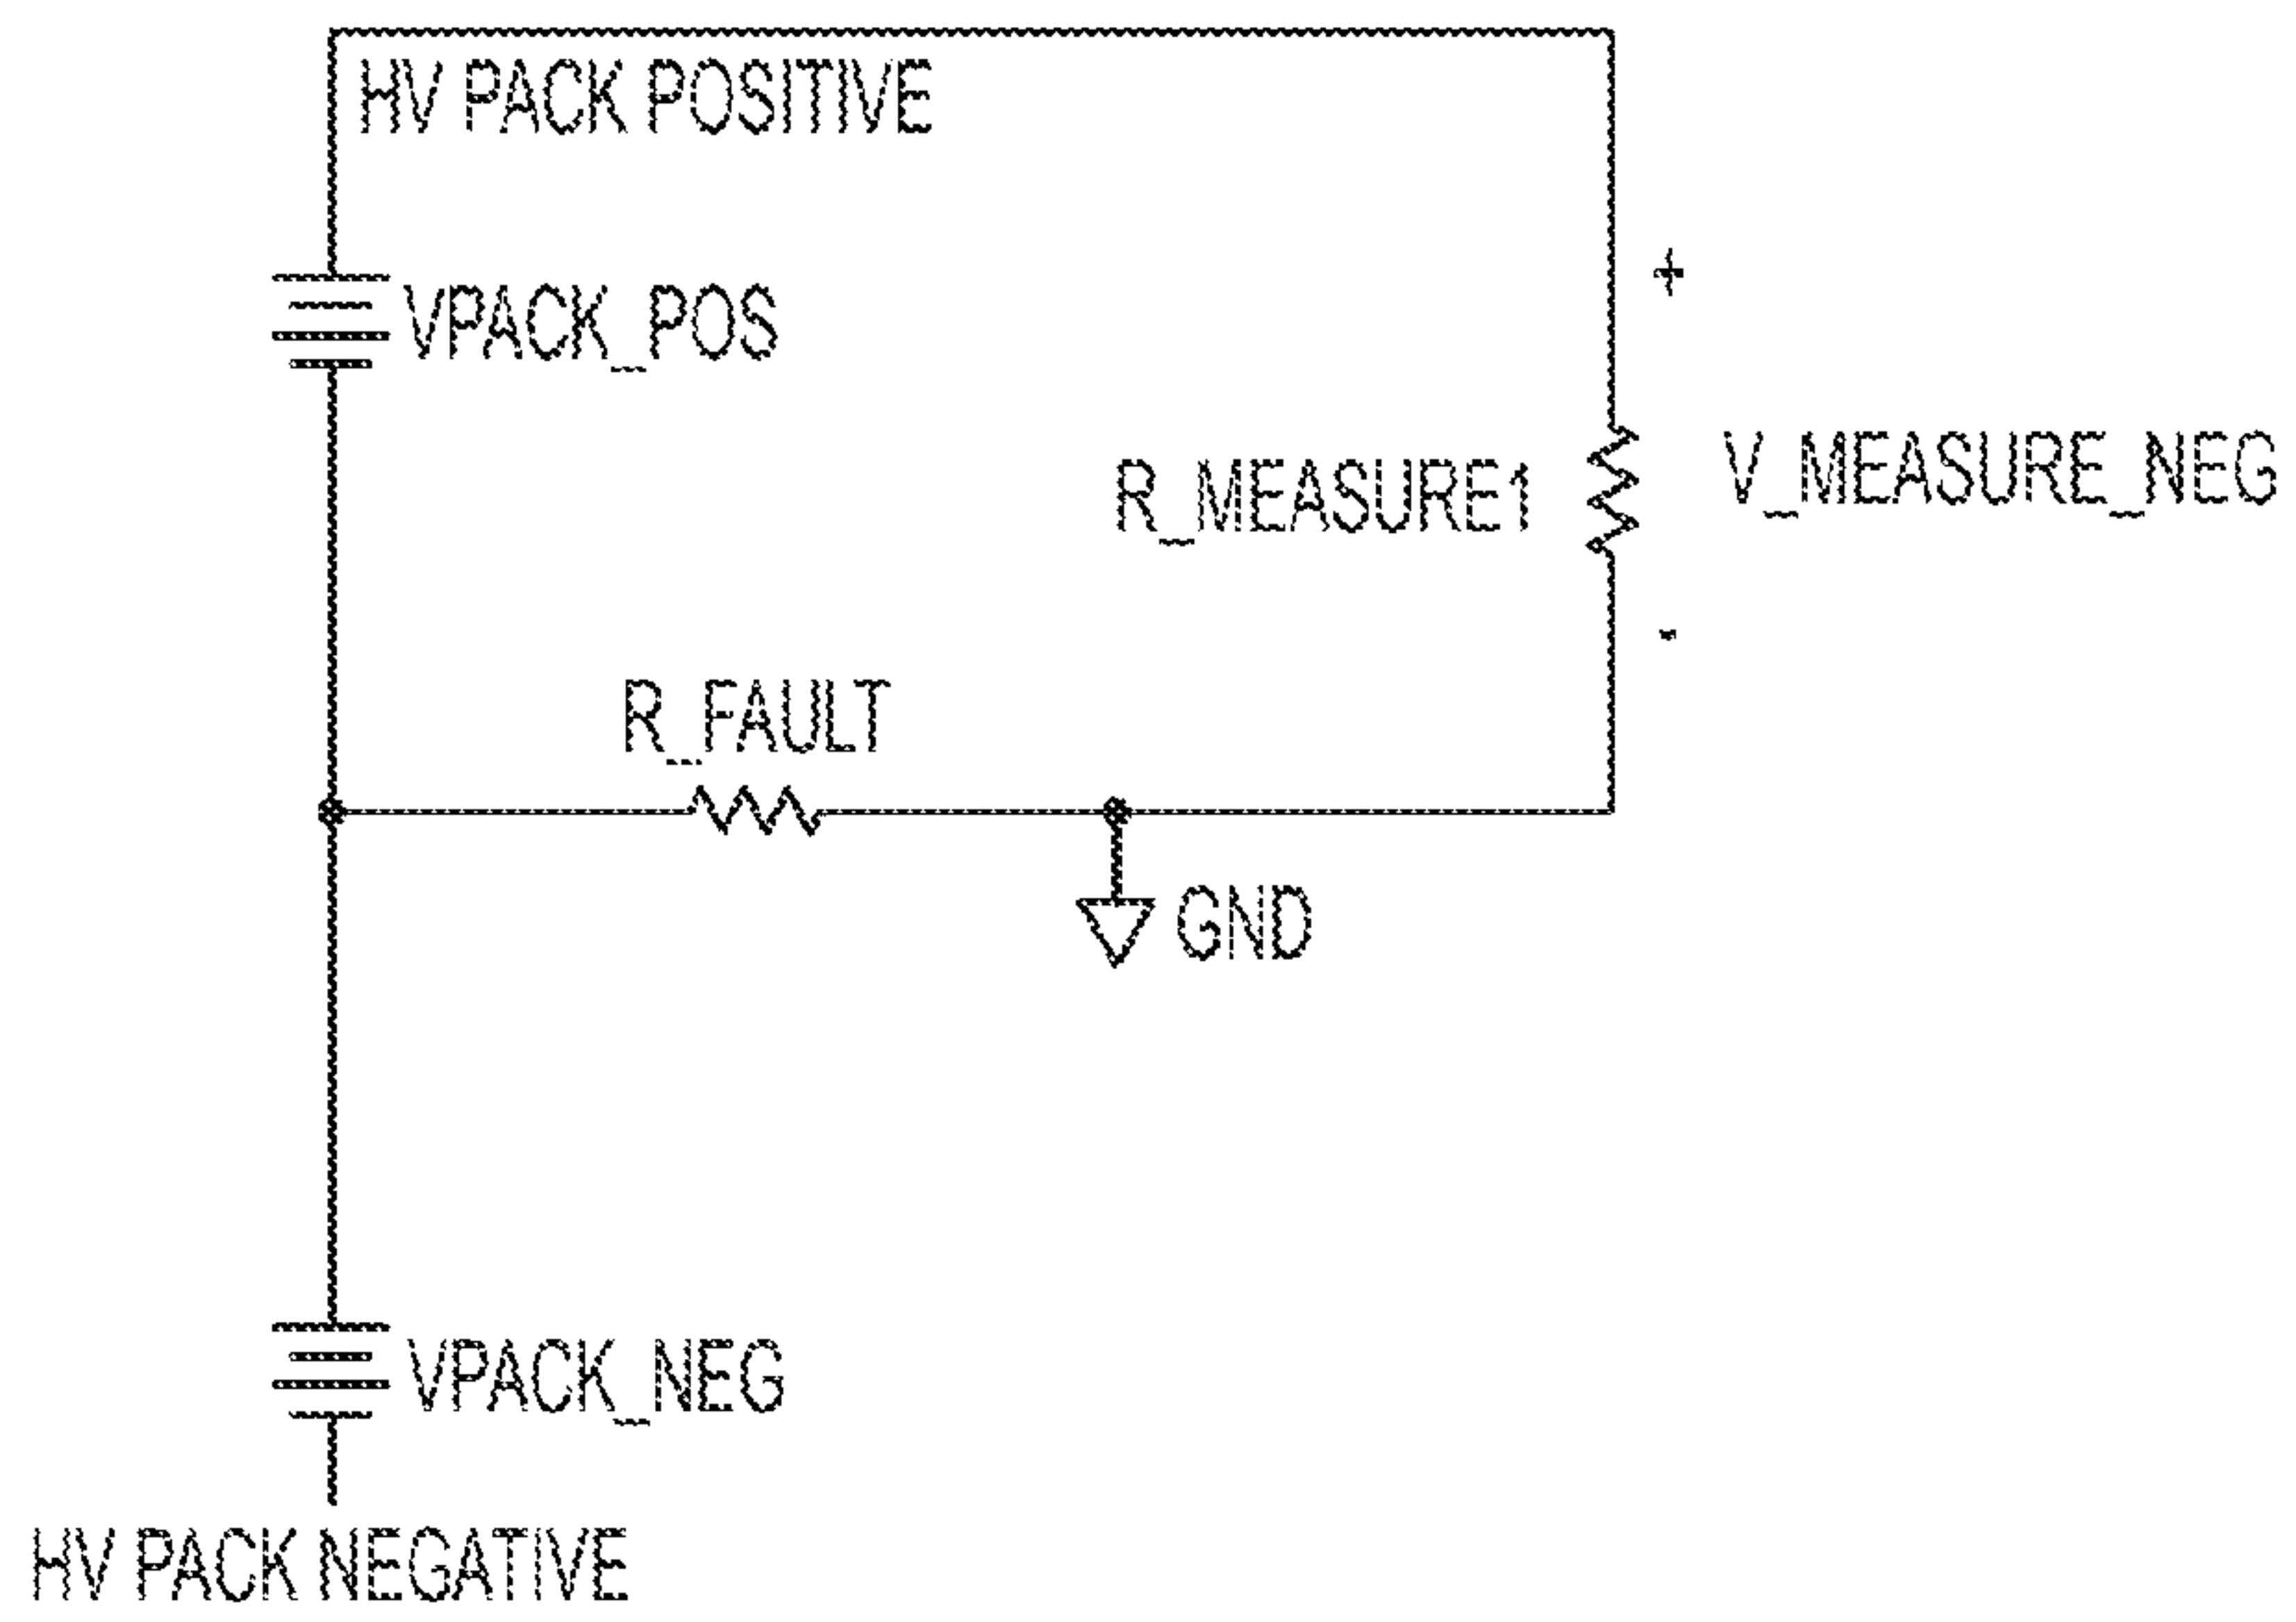 HV PACK POSITIVE
VPACK_POS
+
R_MEASURE1
V_MEASURE_NEG
-
R_FAULT
GND
VPACK_NEG
HV PACK NEGATIVE